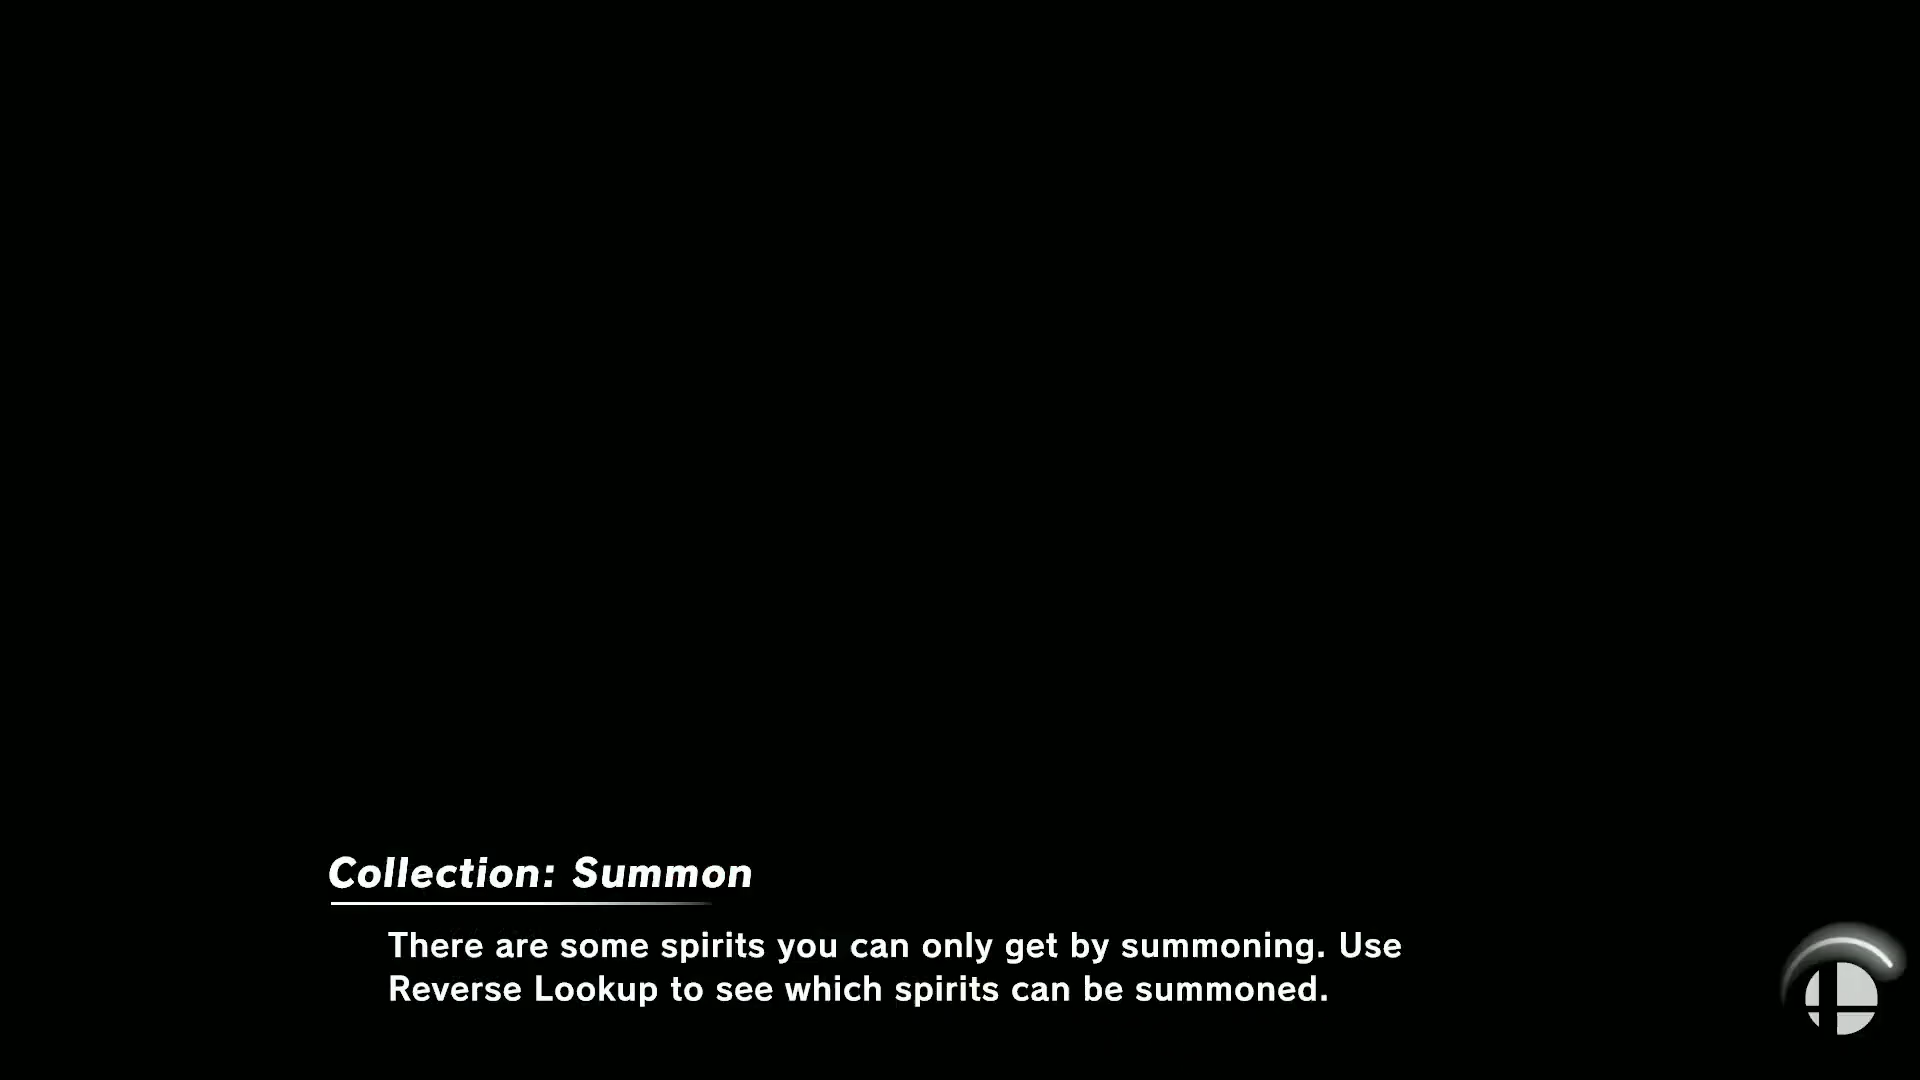 Collection: Summon
There are some spirits you can only get by summoning. Use
Reverse Lookup to see which spirits can be summoned.